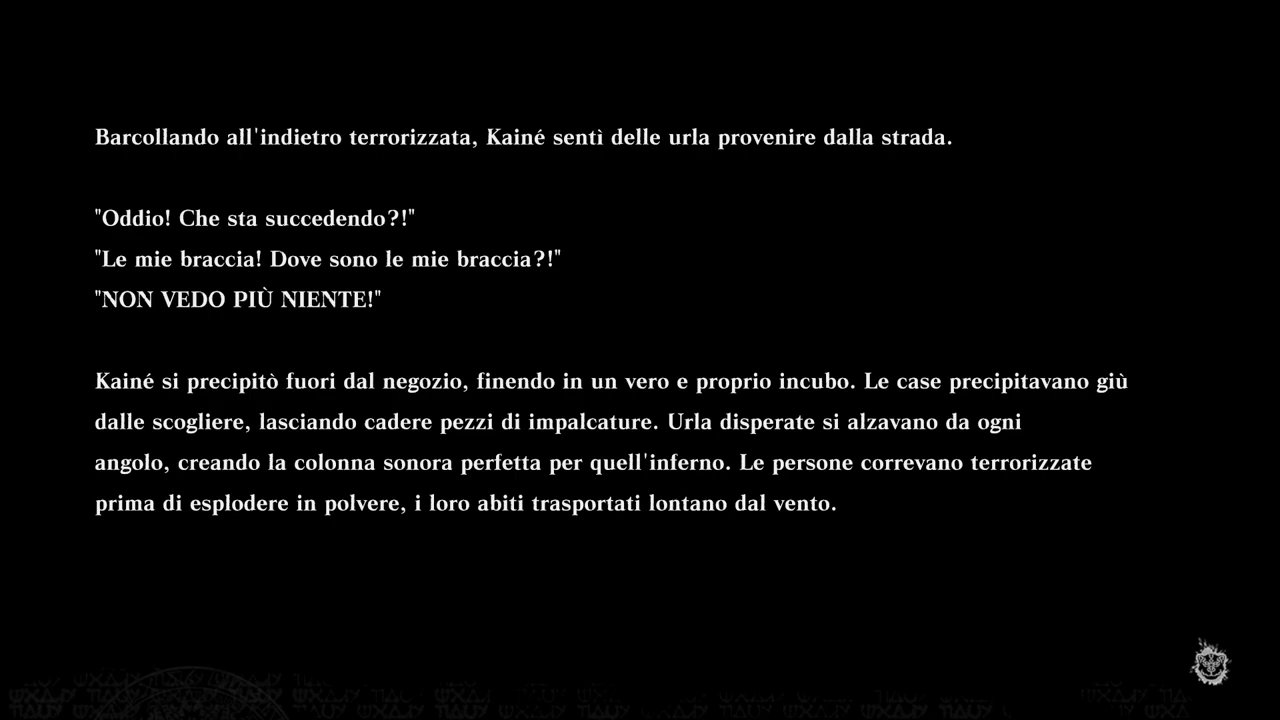 Barcollando all'indietro terrorizzata, Kainé sentì delle urla provenire dalla strada.
"Oddio! Che sta succedendo?!"
"Le mie braccia! Dove sono le mie braccia?!"
"NON VEDO PIÙ NIENTE!"
Kainé si precipitò fuori dal negozio, finendo in un vero e proprio incubo. Le case precipitavano giù
dalle scogliere, lasciando cadere pezzi di impalcature. Urla disperate si alzavano da ogni
angolo, creando la colonna sonora perfetta per quell'inferno. Le persone correvano terrorizzate
prima di esplodere in polvere, i loro abiti trasportati lontano dal vento.